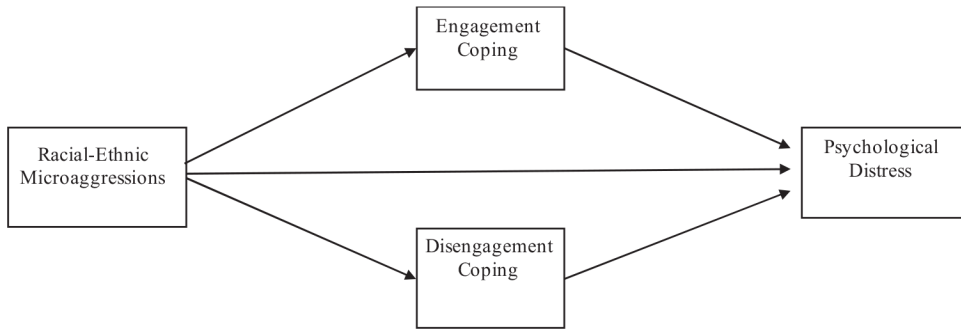 Engagement
Coping
Racial-Ethnic
Microaggressions
Psychological
Distress
Disengagement
Coping